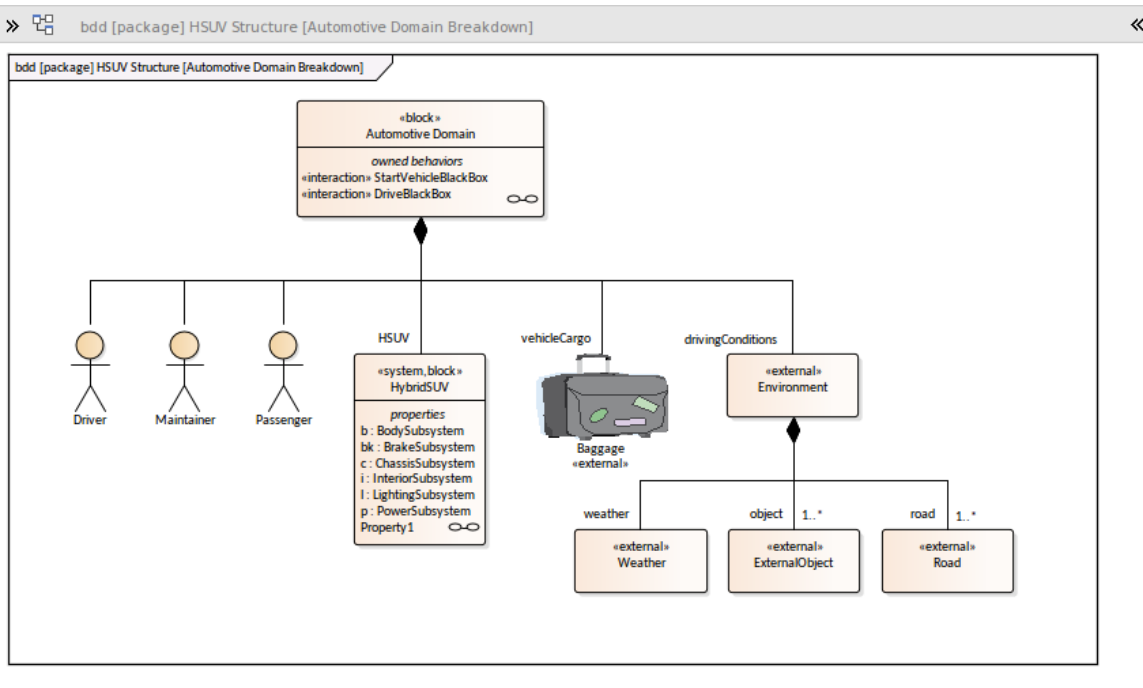 bdd [package] HSUV Structure [Automotive Domain Breakdown]
bdd [package] HSUV Structure [Automotive Domain Breakdown]
«block»
Automotive Domain
owned behaviors
«interaction» StartVehicleBlackBox
«interaction» DriveBlackBox
HSUV
vehicleCargo
drivingConditions
Driver
Maintainer
Passenger
«system,block»
HybridSUV
properties
b : BodySubsystem
bk : BrakeSubsystem
c : ChassisSubsystem
i : InteriorSubsystem
l : LightingSubsystem
p : PowerSubsystem
Property1
Baggage
«external»
«external»
Environment
weather
object 1..*
road 1..*
«external»
Weather
«external»
ExternalObject
«external»
Road